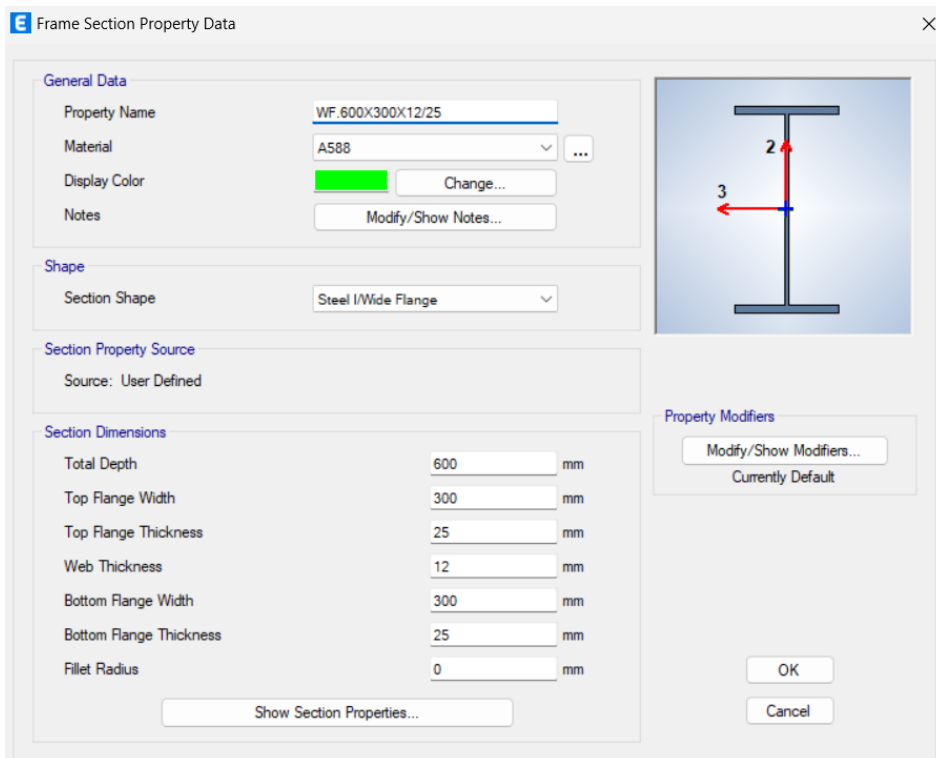 E Frame Section Property Data
General Data
Property Name WF.600X300X12/25
Material A588 ...
Display Color Change...
Notes Modify/Show Notes...
2
3
Shape
Section Shape Steel I/Wide Flange
Section Property Source
Source: User Defined
Section Dimensions
Total Depth 600 mm
Top Flange Width 300 mm
Top Flange Thickness 25 mm
Web Thickness 12 mm
Bottom Flange Width 300 mm
Bottom Flange Thickness 25 mm
Fillet Radius 0 mm
Show Section Properties...
Property Modifiers
Modify/Show Modifiers...
Currently Default
OK
Cancel